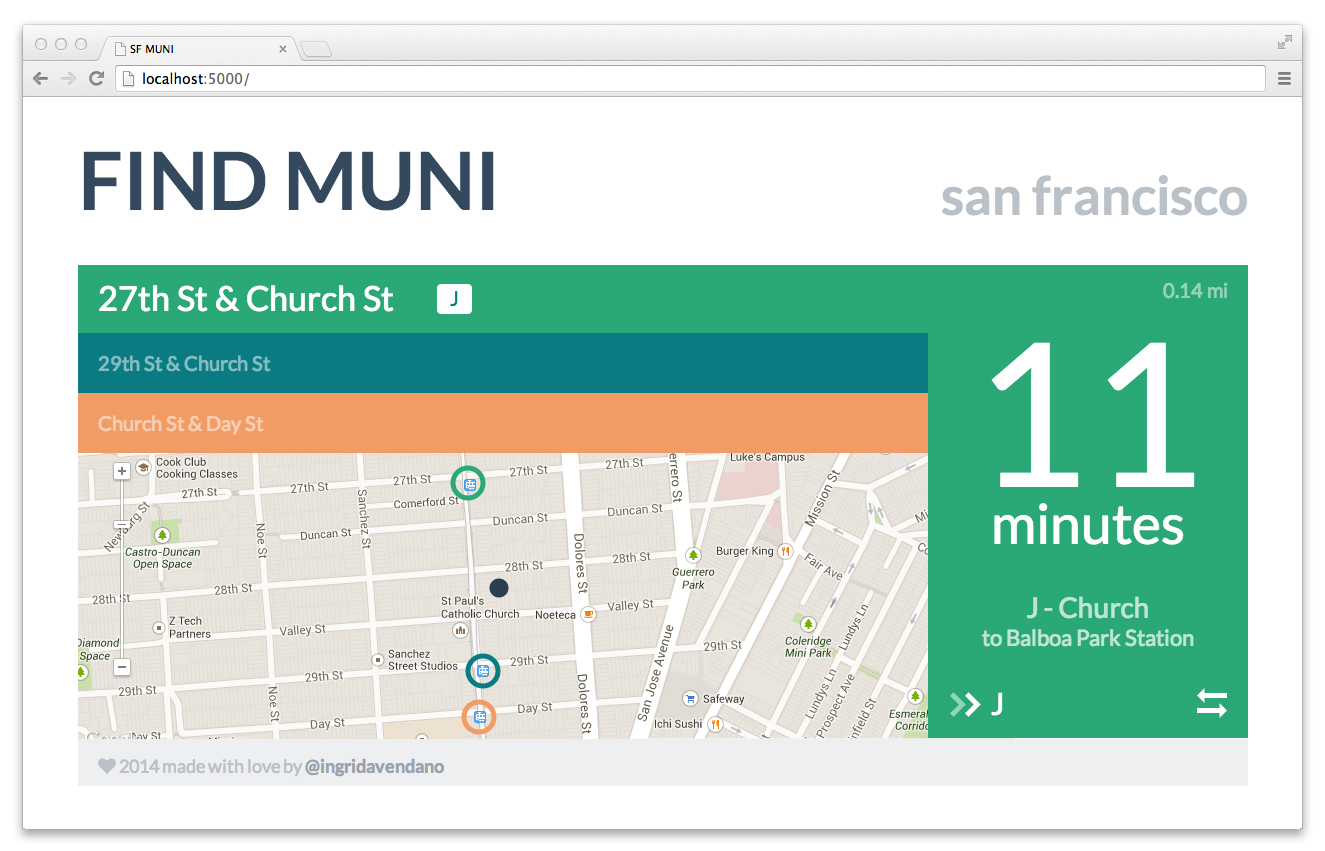 SF MUNI
localhost:5000/
FIND MUNI
san francisco
27th St & Church St
J
0.14 mi
29th St & Church St
Church St & Day St
11
minutes
J - Church
to Balboa Park Station
J
Cook Club
Cooking Classes
27th St
27th St
27th St
27th St
27th St
Luke's Campus
Comerford St
Sanchez St
Noe St
Duncan St
Duncan St
Duncan St
Castro-Duncan
Open Space
Dolores St
Guerrero
Park
Burger King
Mission St
Fair Ave
28th St
28th St
28th St
28th St
St Paul's
Catholic Church
Noeteca
Valley St
Valley St
Z Tech
Partners
Diamond
Space
Coleridge
Mini Park
Lundys Ln
Lundys Ln
Sanchez
Street Studios
29th St
29th St
29th St
San Jose Avenue
Safeway
Noe St
Dolores St
Day St
Day St
Ichi Sushi
Prospect Ave
2014 made with love by @ingridavendano